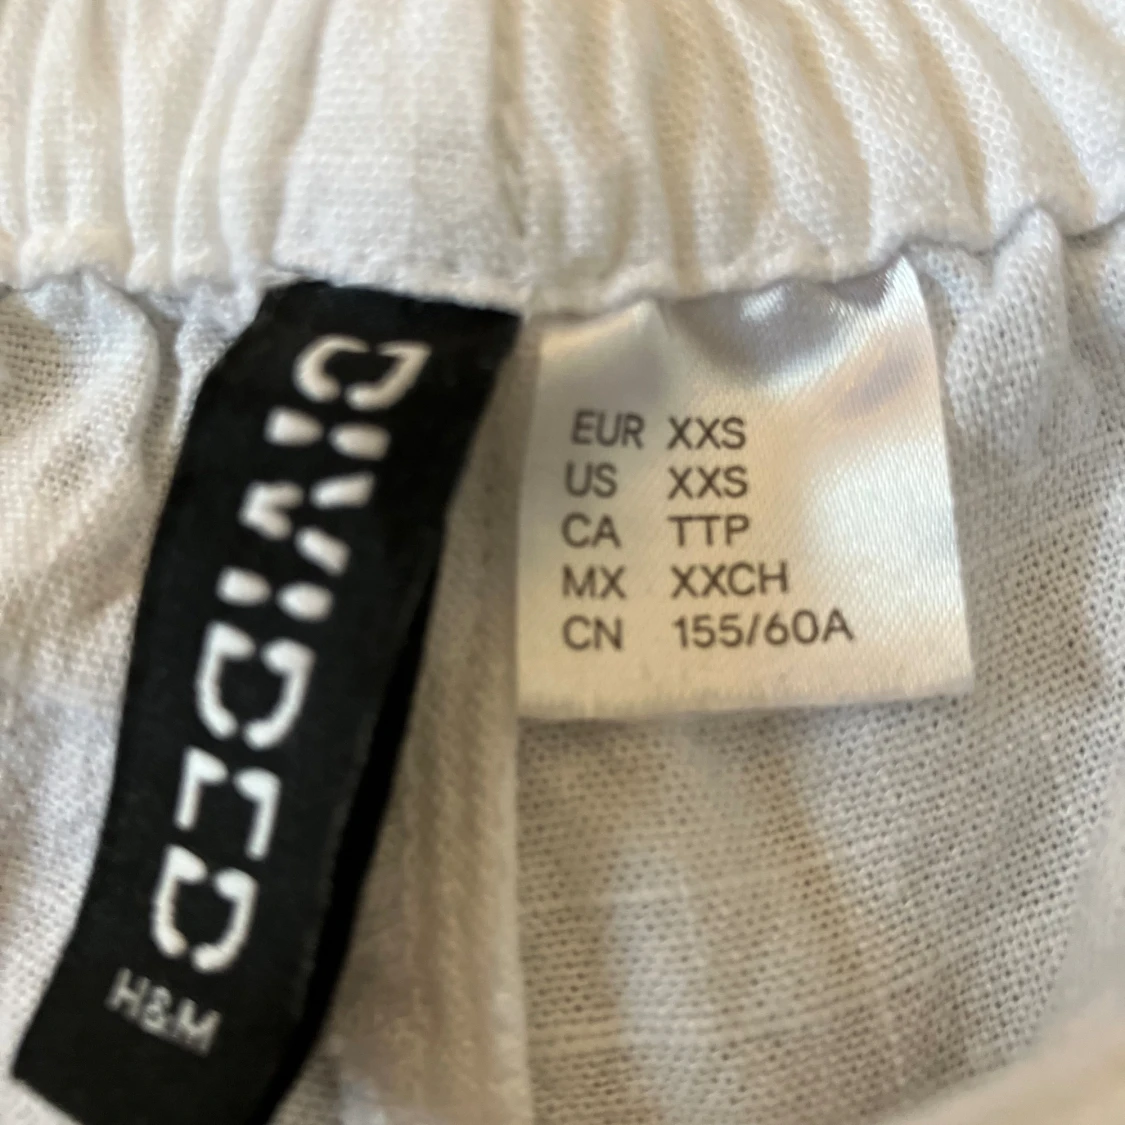 DIVIDED
H&M
EUR XXS
US XXS
CA TTP
MX XXCH
CN 155/60A